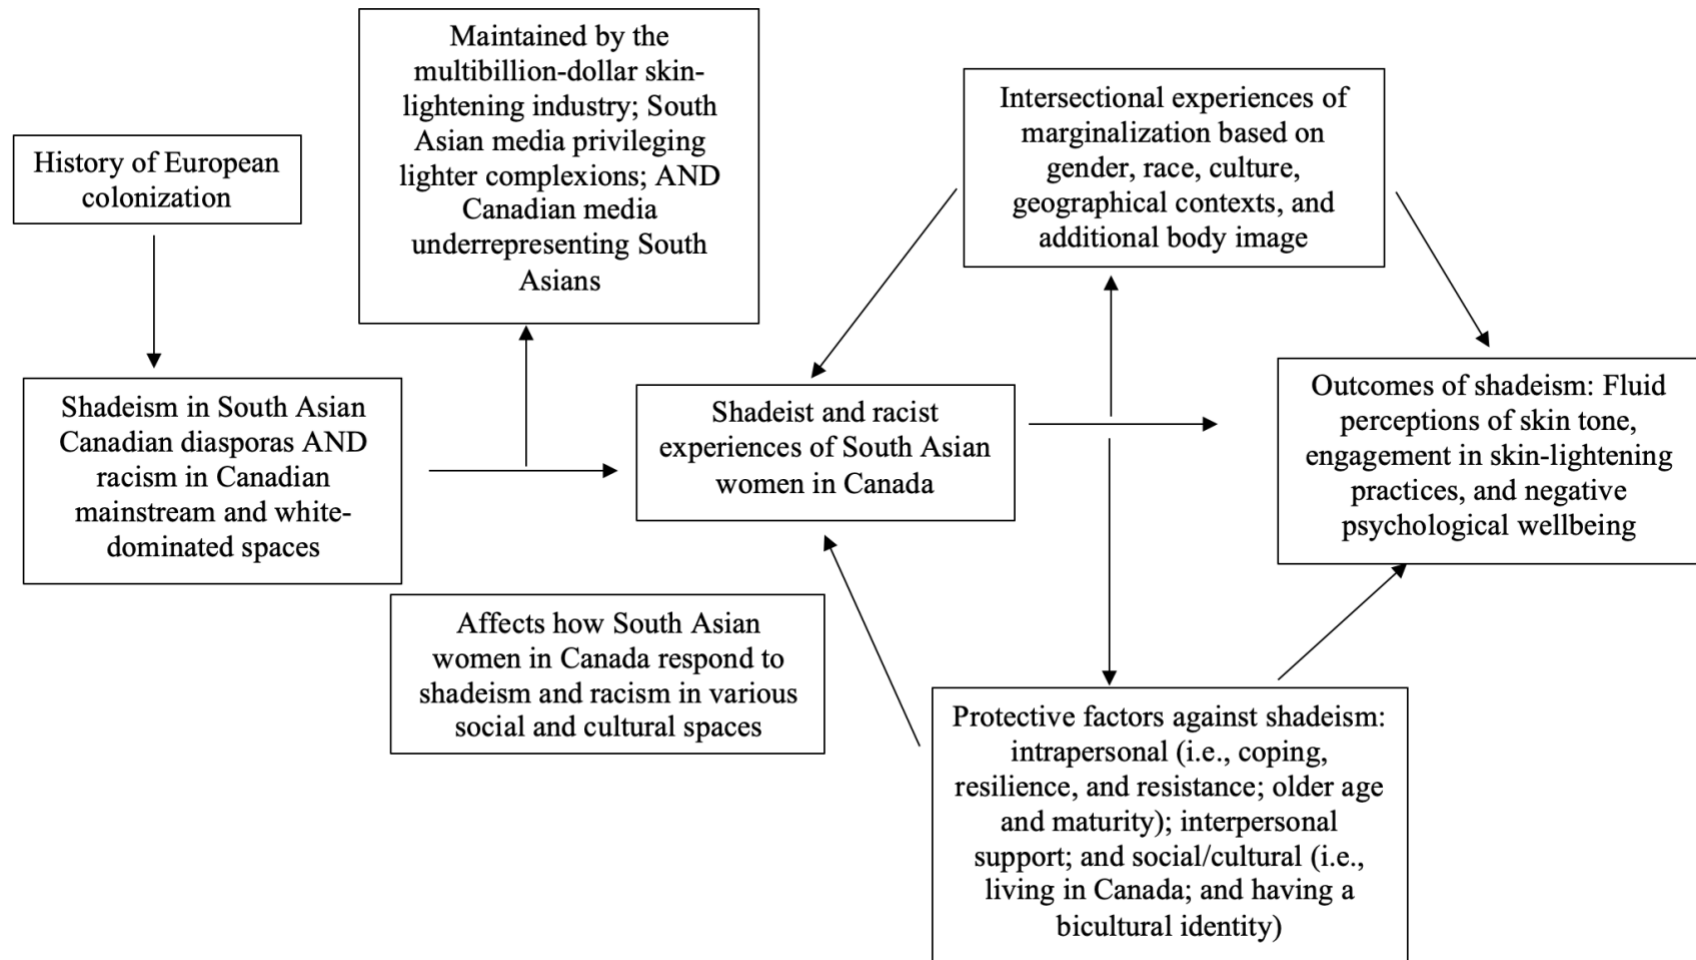 History of European
colonization
Maintained by the
multibillion-dollar skin-
lightening industry; South
Asian media privileging
lighter complexions; AND
Canadian media
underrepresenting South
Asians
Intersectional experiences of
marginalization based on
gender, race, culture,
geographical contexts, and
additional body image
Shadeism in South Asian
Canadian diasporas AND
racism in Canadian
mainstream and white-
dominated spaces
Shadeist and racist
experiences of South Asian
women in Canada
Outcomes of shadeism: Fluid
perceptions of skin tone,
engagement in skin-lightening
practices, and negative
psychological wellbeing
Affects how South Asian
women in Canada respond to
shadeism and racism in various
social and cultural spaces
Protective factors against shadeism:
intrapersonal (i.e., coping,
resilience, and resistance; older age
and maturity); interpersonal
support; and social/cultural (i.e.,
living in Canada; and having a
bicultural identity)